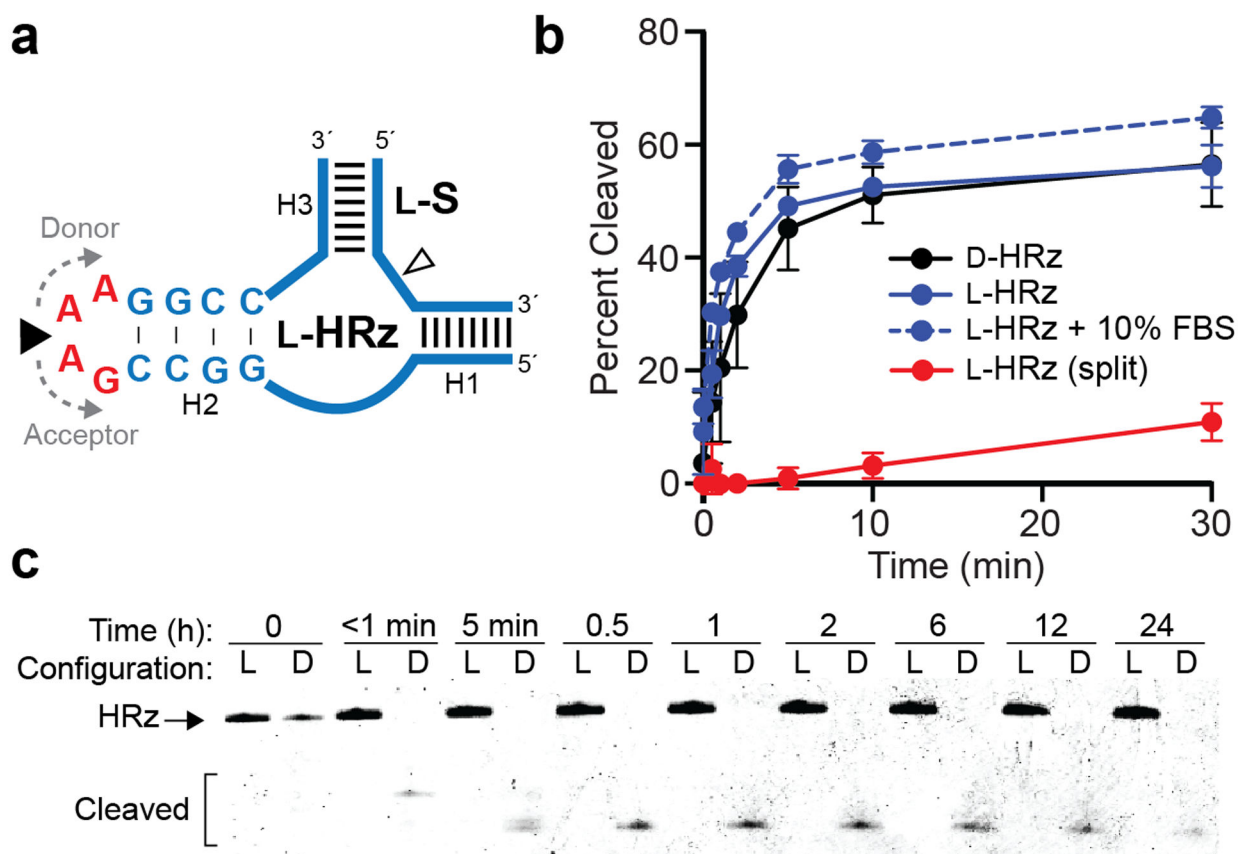 a
3´ 5´
H3
L-S
Donor
A A G G C C
L-HRz
3´
A G C C G G
5´
H2
H1
Acceptor
b
80
60
40
20
0
Percent Cleaved
D-HRz
L-HRz
L-HRz + 10% FBS
L-HRz (split)
0 10 20 30
Time (min)
c
Time (h): 0 <1 min 5 min 0.5 1 2 6 12 24
Configuration: L D L D L D L D L D L D L D L D L D
HRz
Cleaved